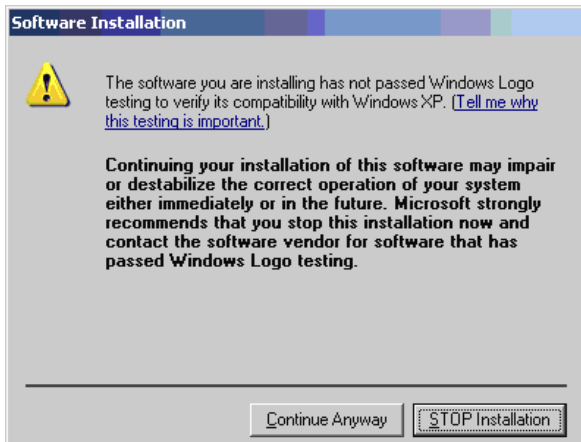 Software Installation
The software you are installing has not passed Windows Logo
testing to verify its compatibility with Windows XP. (Tell me why
this testing is important.)
Continuing your installation of this software may impair
or destabilize the correct operation of your system
either immediately or in the future. Microsoft strongly
recommends that you stop this installation now and
contact the software vendor for software that has
passed Windows Logo testing.
Continue Anyway
STOP Installation